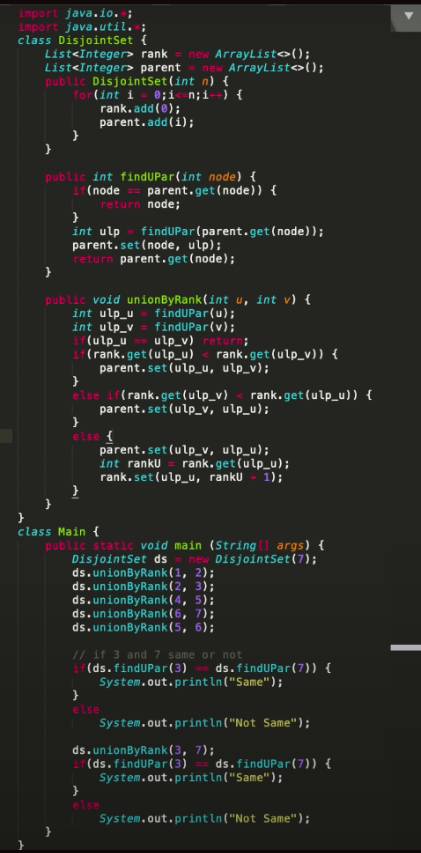 import java.io.*;
import java.util.*;
class DisjointSet {
    List<Integer> rank = new ArrayList<>();
    List<Integer> parent = new ArrayList<>();
    public DisjointSet(int n) {
        for(int i = 0;i<=n;i++) {
            rank.add(0);
            parent.add(i);
        }
    }

    public int findUPar(int node) {
        if(node == parent.get(node)) {
            return node;
        }
        int ulp = findUPar(parent.get(node));
        parent.set(node, ulp);
        return parent.get(node);
    }

    public void unionByRank(int u, int v) {
        int ulp_u = findUPar(u);
        int ulp_v = findUPar(v);
        if(ulp_u == ulp_v) return;
        if(rank.get(ulp_u) < rank.get(ulp_v)) {
            parent.set(ulp_u, ulp_v);
        }
        else if(rank.get(ulp_v) < rank.get(ulp_u)) {
            parent.set(ulp_v, ulp_u);
        }
        else {
            parent.set(ulp_v, ulp_u);
            int rankU = rank.get(ulp_u);
            rank.set(ulp_u, rankU + 1);
        }
    }
}
class Main {
    public static void main (String[] args) {
        DisjointSet ds = new DisjointSet(7);
        ds.unionByRank(1, 2);
        ds.unionByRank(2, 3);
        ds.unionByRank(4, 5);
        ds.unionByRank(6, 7);
        ds.unionByRank(5, 6);

        // if 3 and 7 same or not
        if(ds.findUPar(3) == ds.findUPar(7)) {
            System.out.println("Same");
        }
        else
            System.out.println("Not Same");

        ds.unionByRank(3, 7);
        if(ds.findUPar(3) == ds.findUPar(7)) {
            System.out.println("Same");
        }
        else
            System.out.println("Not Same");
    }
}